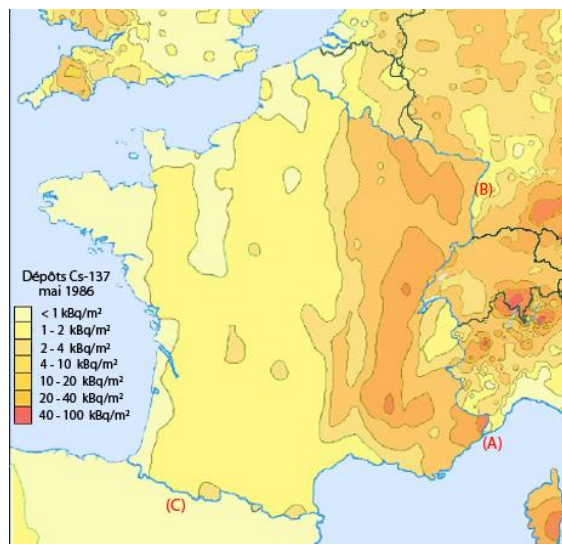 (B)
Dépôts Cs-137
mai 1986
< 1 kBq/m²
1 - 2 kBq/m²
2 - 4 kBq/m²
4 - 10 kBq/m²
10 - 20 kBq/m²
20 - 40 kBq/m²
40 - 100 kBq/m²
(A)
(C)